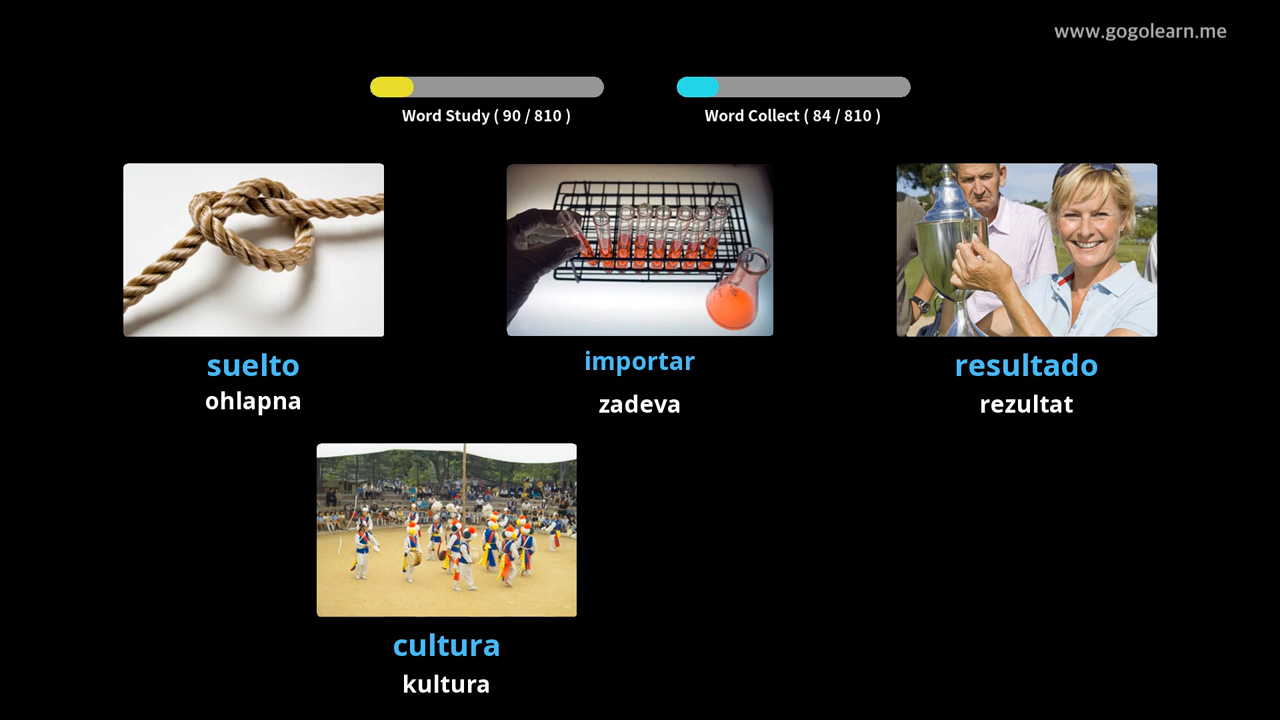 www.gogolearn.me
Word Study ( 90 / 810 )
Word Collect ( 84 / 810 )
suelto
ohlapna
importar
zadeva
resultado
rezultat
cultura
kultura